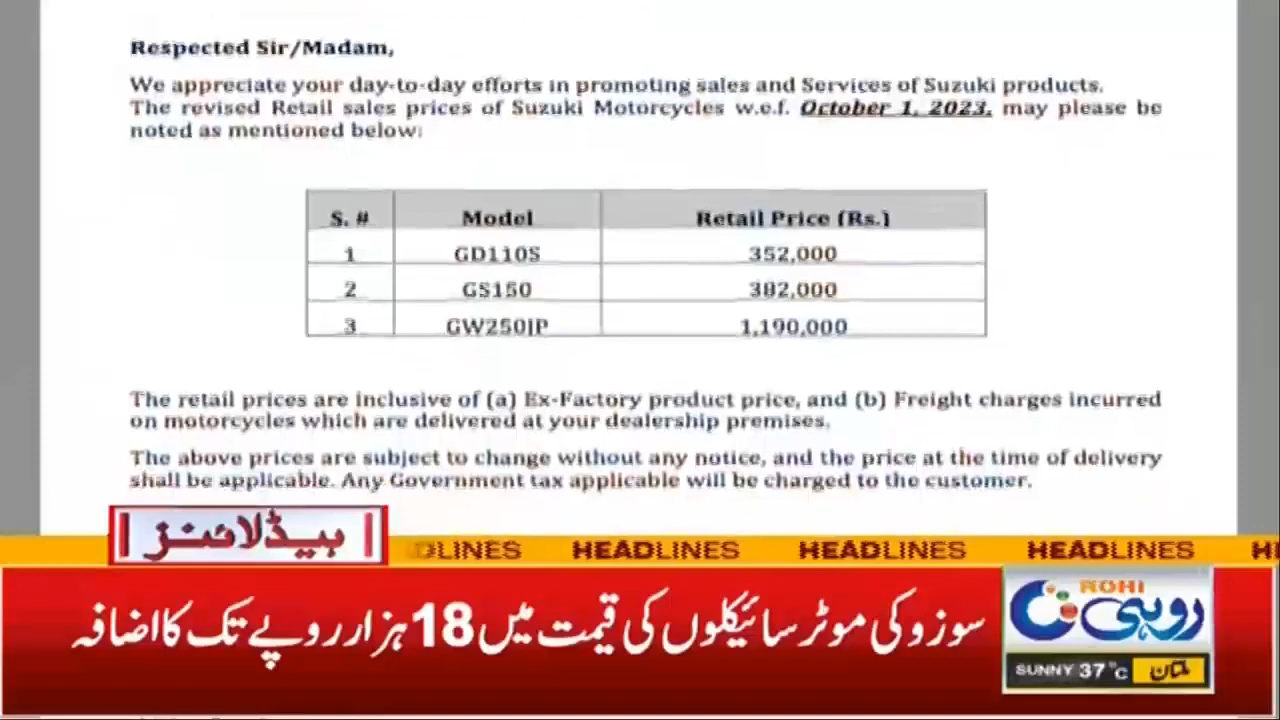 Respected Sir/Madam,
We appreciate your day-to-day efforts in promoting sales and Services of Suzuki products.
The revised Retail sales prices of Suzuki Motorcycles w.e.f. October 1, 2023, may please be
noted as mentioned below:
S. # Model Retail Price (Rs.)
1 GD110S 352,000
2 GS150 382,000
3 GW250JP 1,190,000
The retail prices are inclusive of (a) Ex-Factory product price, and (b) Freight charges incurred
on motorcycles which are delivered at your dealership premises.
The above prices are subject to change without any notice, and the price at the time of delivery
shall be applicable. Any Government tax applicable will be charged to the customer.
ہیڈلائنز
DLINES HEADLINES HEADLINES HEADLINES H
سوزوکی موٹرسائیکلوں کی قیمت میں 18 ہزار روپے تک کا اضافہ
ROHI
روہی
SUNNY 37°C ملتان